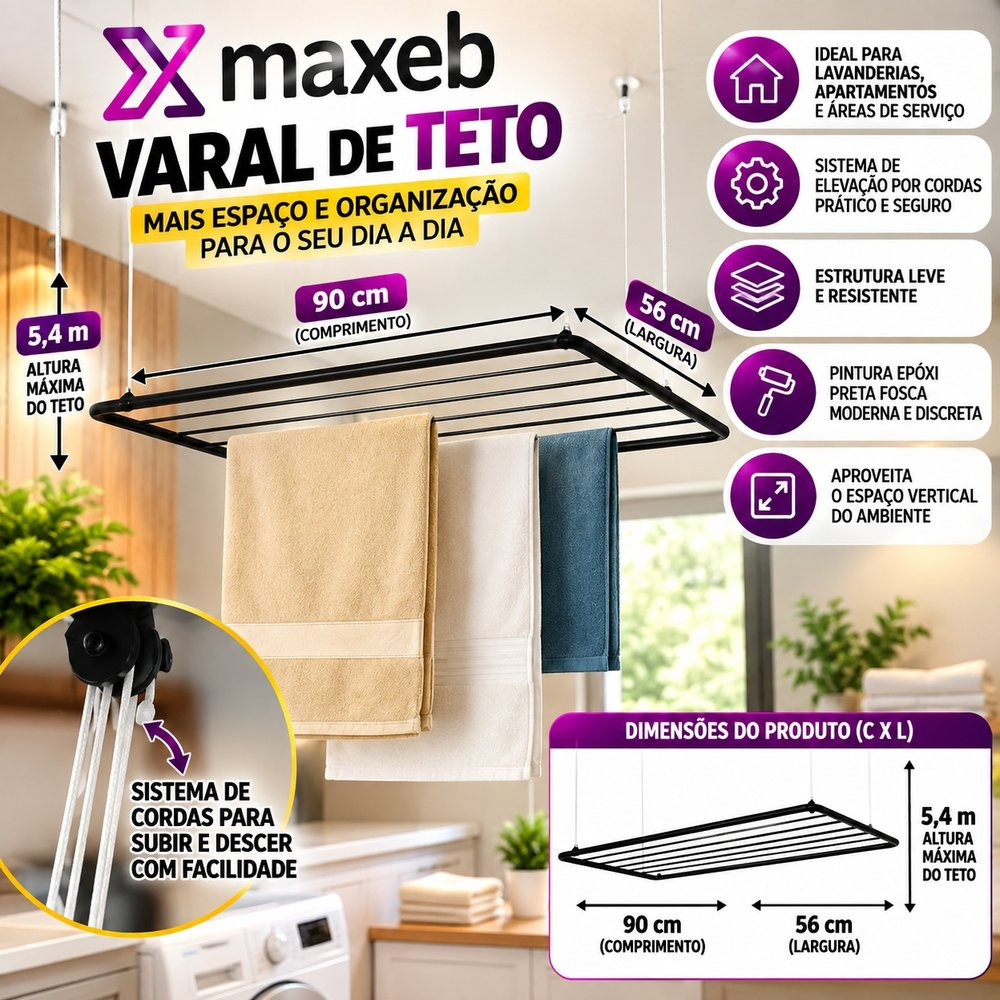 maxeb
VARAL DE TETO
MAIS ESPAÇO E ORGANIZAÇÃO
PARA O SEU DIA A DIA
90 cm
(COMPRIMENTO)
56 cm
(LARGURA)
5,4 m
ALTURA
MÁXIMA
DO TETO
IDEAL PARA
LAVANDERIAS,
APARTAMENTOS
E ÁREAS DE SERVIÇO
SISTEMA DE
ELEVAÇÃO POR CORDAS
PRÁTICO E SEGURO
ESTRUTURA LEVE
E RESISTENTE
PINTURA EPÓXI
PRETA FOSCA
MODERNA E DISCRETA
APROVEITA
O ESPAÇO VERTICAL
DO AMBIENTE
SISTEMA DE
CORDAS PARA
SUBIR E DESCER
COM FACILIDADE
DIMENSÕES DO PRODUTO (C X L)
5,4 m
ALTURA
MÁXIMA
DO TETO
90 cm
(COMPRIMENTO)
56 cm
(LARGURA)